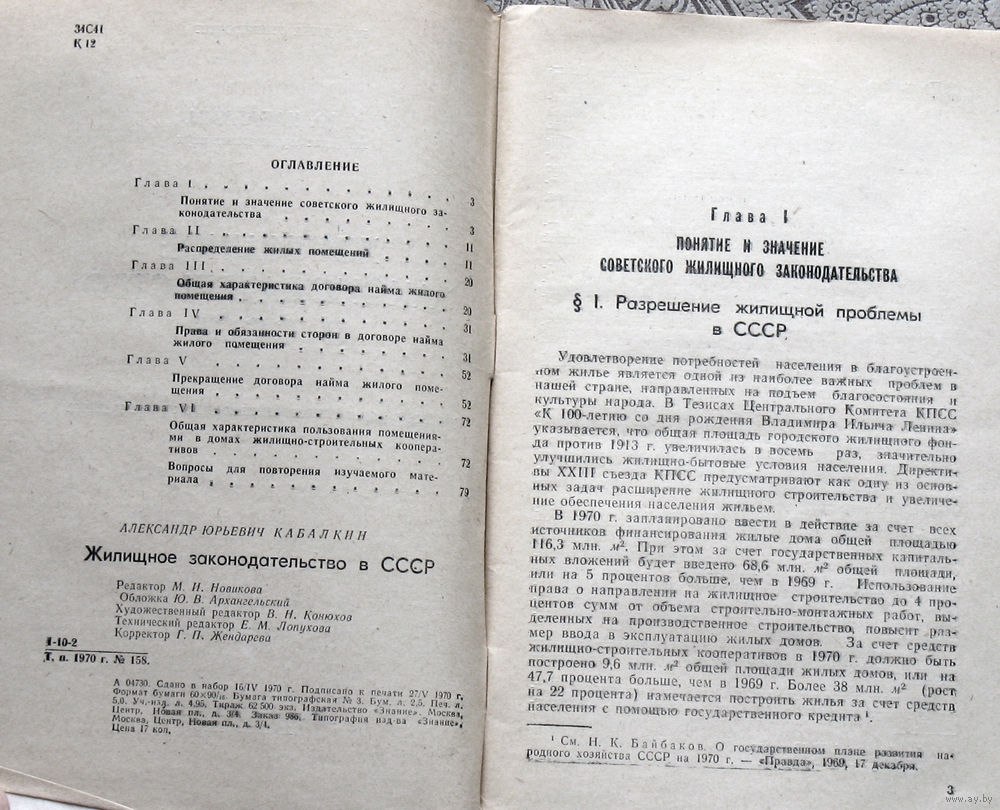 34С41
К 12
ОГЛАВЛЕНИЕ
Глава I . . . . . . . . . . . . 3
Понятие и значение советского жилищного за-
конодательства . . . . . . . . 3
Глава II . . . . . . . . . . . . 11
Распределение жилых помещений . . . . 11
Глава III . . . . . . . . . . . . 20
Общая характеристика договора найма жилого
помещения . . . . . . . . . . 20
Глава IV . . . . . . . . . . . . 31
Права и обязанности сторон в договоре найма
жилого помещения . . . . . . . . 31
Глава V . . . . . . . . . . . . 52
Прекращение договора найма жилого поме-
щения . . . . . . . . . . . . 52
Глава VI . . . . . . . . . . . . 72
Общая характеристика пользования помещения-
ми в домах жилищно-строительных коопера-
тивов . . . . . . . . . . . . 72
Вопросы для повторения изучаемого мате-
риала . . . . . . . . . . . . 79
АЛЕКСАНДР ЮРЬЕВИЧ КАБАЛКИН
Жилищное законодательство в СССР
Редактор М. И. Новикова
Обложка Ю. В. Архангельский
Художественный редактор В. Н. Конюхов
Технический редактор Е. М. Лопухова
Корректор Г. П. Жендарева
1-10-2
Т. п. 1970 г. № 158.
А 04730. Сдано в набор 16/IV 1970 г. Подписано к печати 27/V 1970 г.
Формат бумаги 60×90/16. Бумага типографская № 3. Бум. л. 2,5. Печ. л.
5,0. Уч.-изд. л. 4,95. Тираж 62 500 экз. Издательство «Знание». Москва,
Центр, Новая пл., д. 3/4. Заказ 986. Типография изд-ва «Знание».
Москва, Центр, Новая пл., д. 3/4.
Цена 17 коп.
Глава I
ПОНЯТИЕ И ЗНАЧЕНИЕ
СОВЕТСКОГО ЖИЛИЩНОГО ЗАКОНОДАТЕЛЬСТВА
§ 1. Разрешение жилищной проблемы
в СССР
Удовлетворение потребностей населения в благоустроен-
ном жилье является одной из наиболее важных проблем в
нашей стране, направленных на подъем благосостояния и
культуры народа. В Тезисах Центрального Комитета КПСС
«К 100-летию со дня рождения Владимира Ильича Ленина»
указывается, что общая площадь городского жилищного фон-
да против 1913 г. увеличилась в восемь раз, значительно
улучшились жилищно-бытовые условия населения. Директи-
вы XXIII съезда КПСС предусматривают как одну из основ-
ных задач расширение жилищного строительства и увеличе-
ние обеспечения населения жильем.
В 1970 г. запланировано ввести в действие за счет всех
источников финансирования жилые дома общей площадью
116,3 млн. м². При этом за счет государственных капиталь-
ных вложений будет введено 68,6 млн. м² общей площади,
или на 5 процентов больше, чем в 1969 г. Использование
права о направлении на жилищное строительство до 4 про-
центов сумм от объема строительно-монтажных работ, вы-
деленных на производственное строительство, повысит раз-
мер ввода в эксплуатацию жилых домов. За счет средств
жилищно-строительных кооперативов в 1970 г. должно быть
построено 9,6 млн. м² общей площади жилых домов, или на
47,7 процента больше, чем в 1969 г. Более 38 млн. м² (рост
на 22 процента) намечается построить жилья за счет средств
населения с помощью государственного кредита ¹.
¹ См. Н. К. Байбаков. О государственном плане развития на-
родного хозяйства СССР на 1970 г. — «Правда», 1969, 17 декабря.
3
www.ay.by